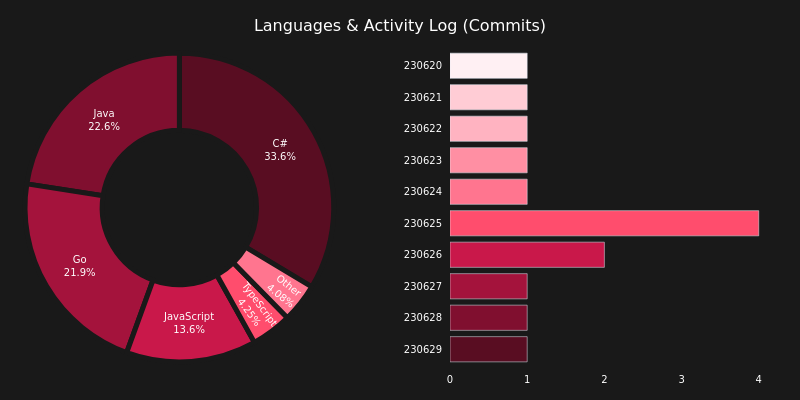 Languages & Activity Log (Commits)
Java
22.6%
C#
33.6%
Go
21.9%
JavaScript
13.6%
TypeScript
4.25%
Other
4.08%
230620
230621
230622
230623
230624
230625
230626
230627
230628
230629
0 1 2 3 4